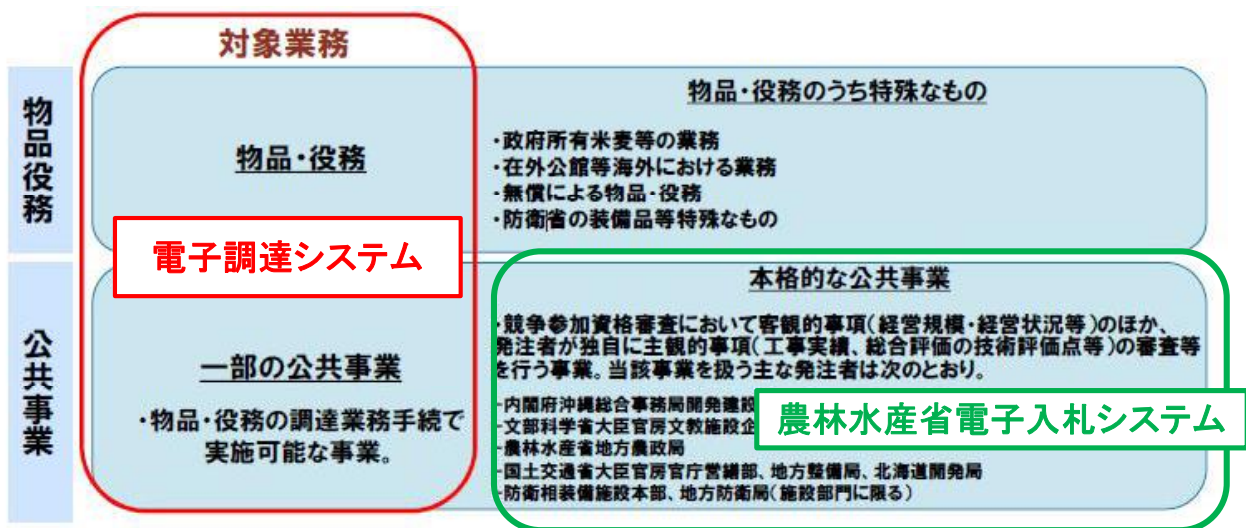 対象業務
物品役務
物品・役務
物品・役務のうち特殊なもの
・政府所有米麦等の業務
・在外公館等海外における業務
・無償による物品・役務
・防衛省の装備品等特殊なもの
電子調達システム
公共事業
一部の公共事業
・物品・役務の調達業務手続で
実施可能な事業。
本格的な公共事業
・競争参加資格審査において客観的事項(経営規模・経営状況等)のほか、
発注者が独自に主観的事項(工事実績、総合評価の技術評価点等)の審査等
を行う事業。当該事業を扱う主な発注者は次のとおり。
-内閣府沖縄総合事務局開発建設
-文部科学省大臣官房文教施設企
-農林水産省地方農政局
-国土交通省大臣官房官庁営繕部、地方整備局、北海道開発局
-防衛相装備施設本部、地方防衛局(施設部門に限る)
農林水産省電子入札システム